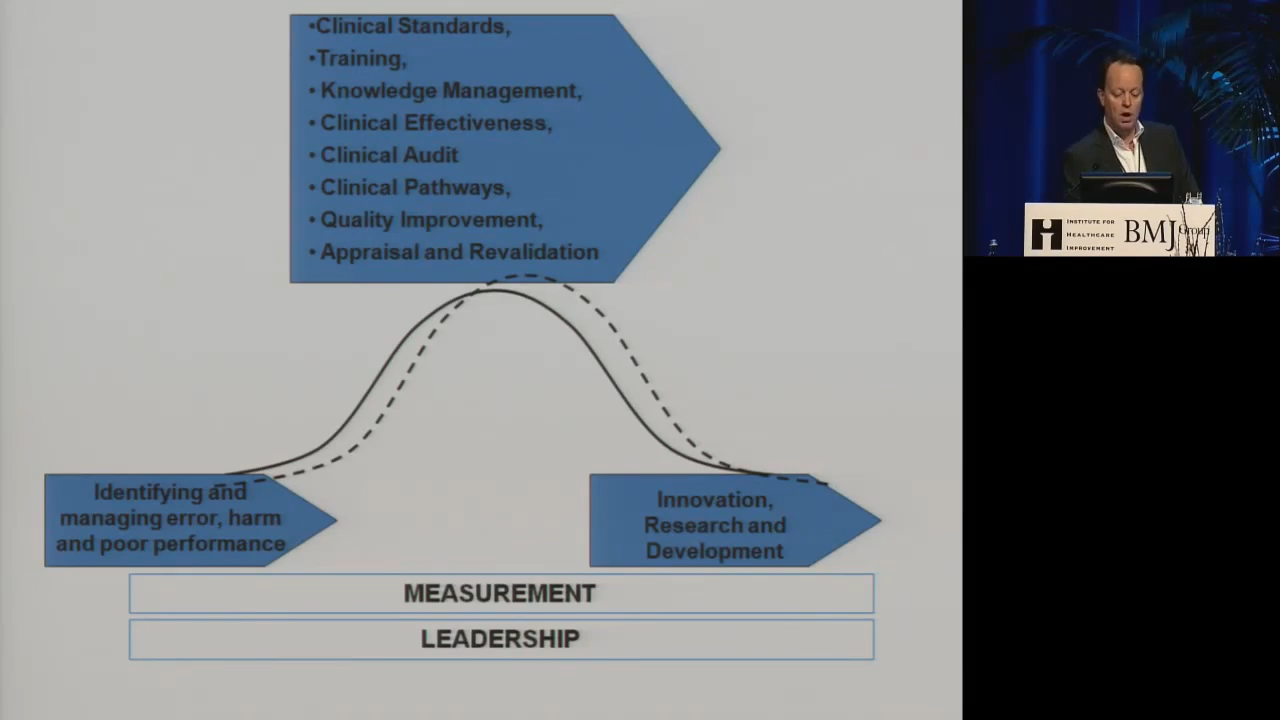 •Clinical Standards,
•Training,
• Knowledge Management,
• Clinical Effectiveness,
• Clinical Audit
• Clinical Pathways,
• Quality Improvement,
• Appraisal and Revalidation
Identifying and
managing error, harm
and poor performance
Innovation,
Research and
Development
MEASUREMENT
LEADERSHIP
INSTITUTE FOR
HEALTHCARE
IMPROVEMENT
BMJ Group